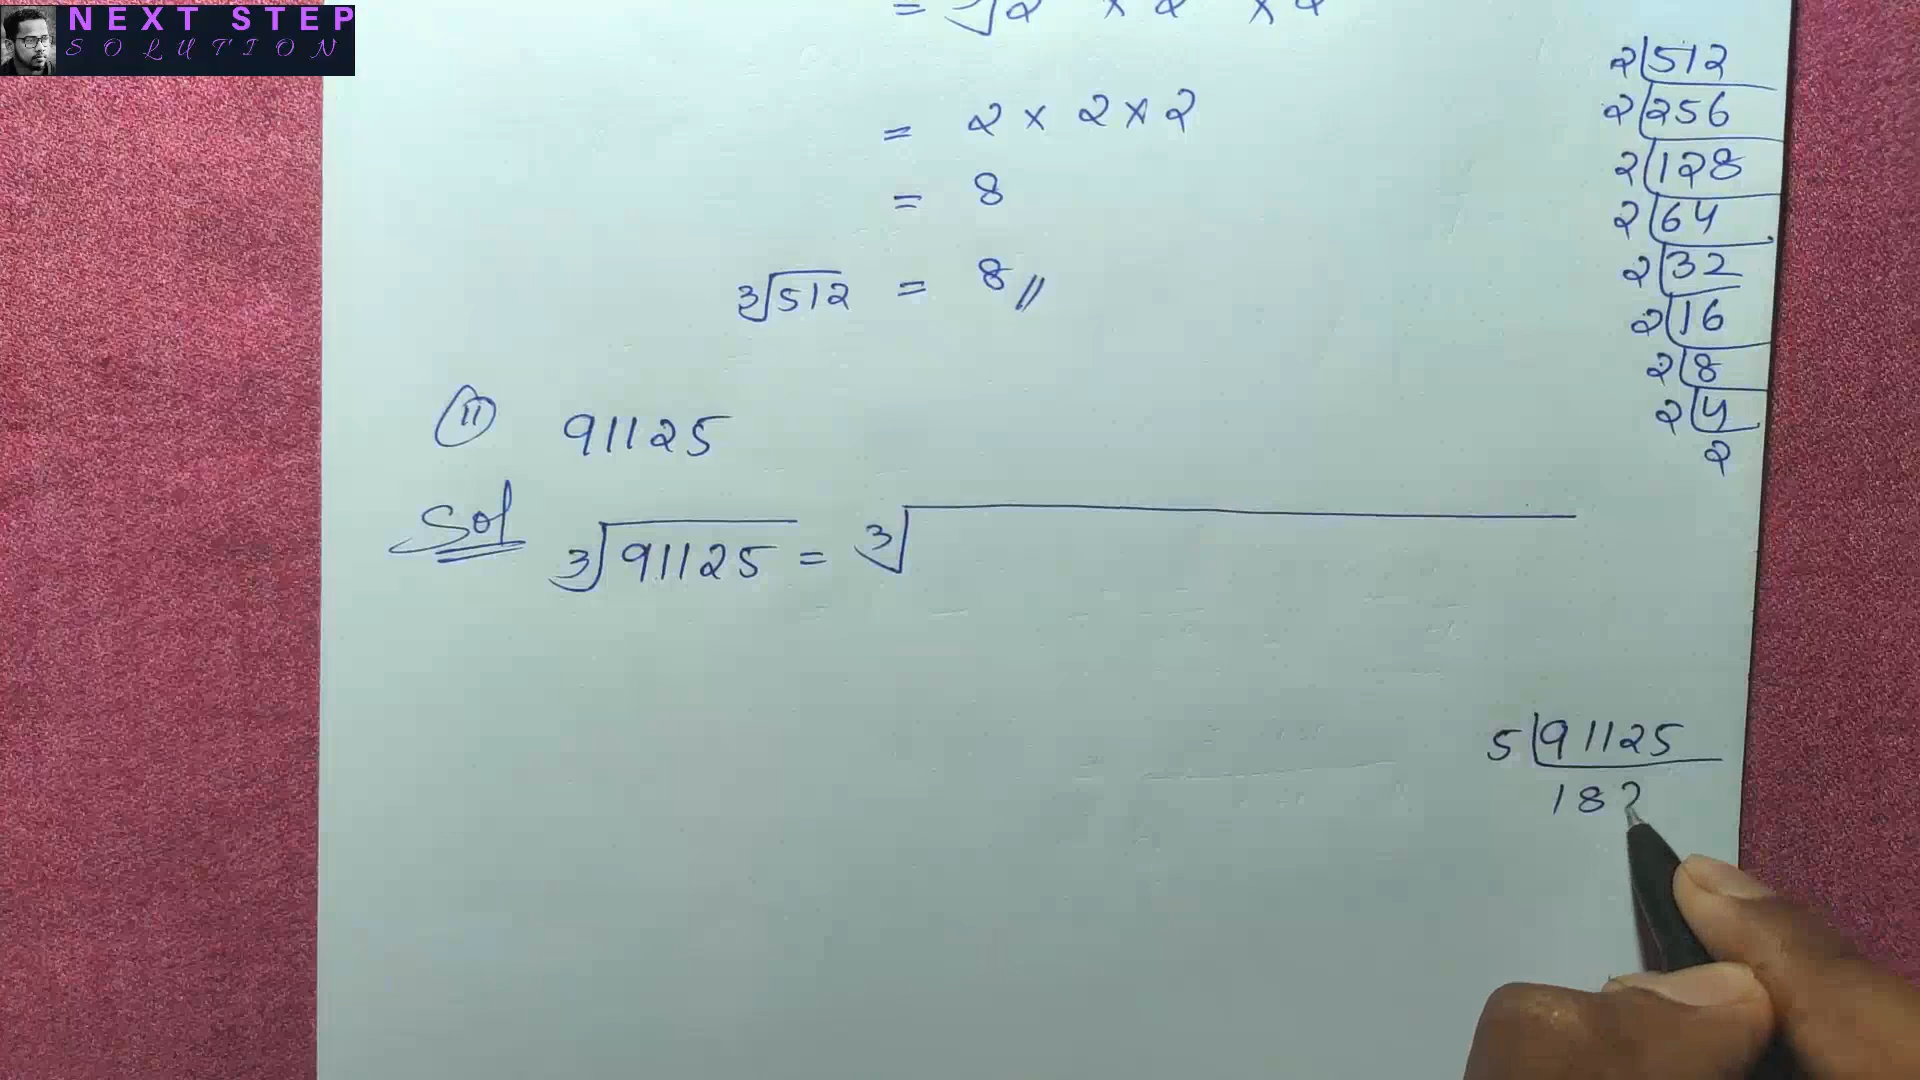 NEXT STEP
SOLUTION
= 2 × 2 × 2
= 8
∛512 = 8//
(ii) 91125
Sol ∛91125 = ∛
2|512
2|256
2|128
2|64
2|32
2|16
2|8
2|4
2
5|91125
182